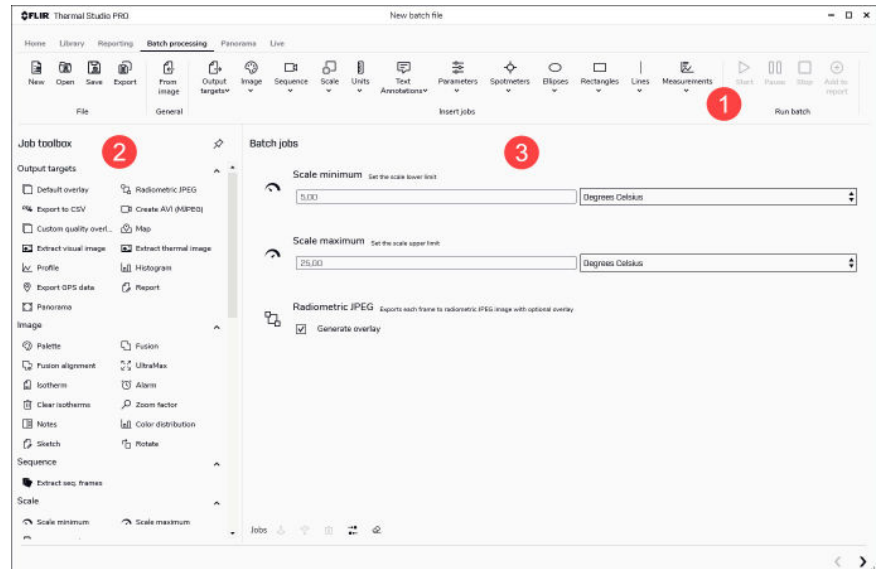 FLIR Thermal Studio PRO New batch file
Home Library Reporting Batch processing Panorama Live
New Open Save Export From image Output targets Image Sequence Scale Units Text Annotations Parameters Spotmeters Ellipses Rectangles Lines Measurements Start Pause Stop Add to report
1
File General Insert jobs Run batch
Job toolbox
2
Batch jobs
3
Output targets
Default overlay Radiometric JPEG
Export to CSV Create AVI (MJPEG)
Custom quality overl... Map
Extract visual image Extract thermal image
Profile Histogram
Export GPS data Report
Panorama
Image
Palette Fusion
Fusion alignment UltraMax
Isotherm Alarm
Clear isotherms Zoom factor
Notes Color distribution
Sketch Rotate
Sequence
Extract seq. frames
Scale
Scale minimum Scale maximum
Scale minimum Set the scale lower limit
5,00 Degrees Celsius
Scale maximum Set the scale upper limit
25,00 Degrees Celsius
Radiometric JPEG Exports each frame to radiometric JPEG image with optional overlay
Generate overlay
Jobs